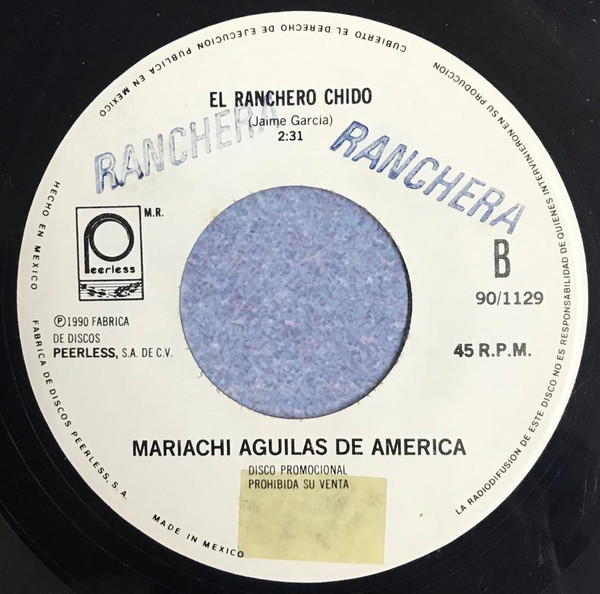 EL RANCHERO CHIDO
(Jaime Garcia)
2:31
RANCHERA
RANCHERA
M.R.
Peerless
B
90/1129
℗ 1990 FABRICA
DE DISCOS
PEERLESS, S.A. DE C.V.
45 R.P.M.
MARIACHI AGUILAS DE AMERICA
DISCO PROMOCIONAL
PROHIBIDA SU VENTA
CUBIERTO EL DERECHO DE EJECUCION PUBLICA EN MEXICO
HECHO EN MEXICO
FABRICA DE DISCOS PEERLESS, S. A.
MADE IN MEXICO
LA RADIODIFUSION DE ESTE DISCO NO ES RESPONSABILIDAD DE QUIENES INTERVINIERON EN SU PRODUCCION